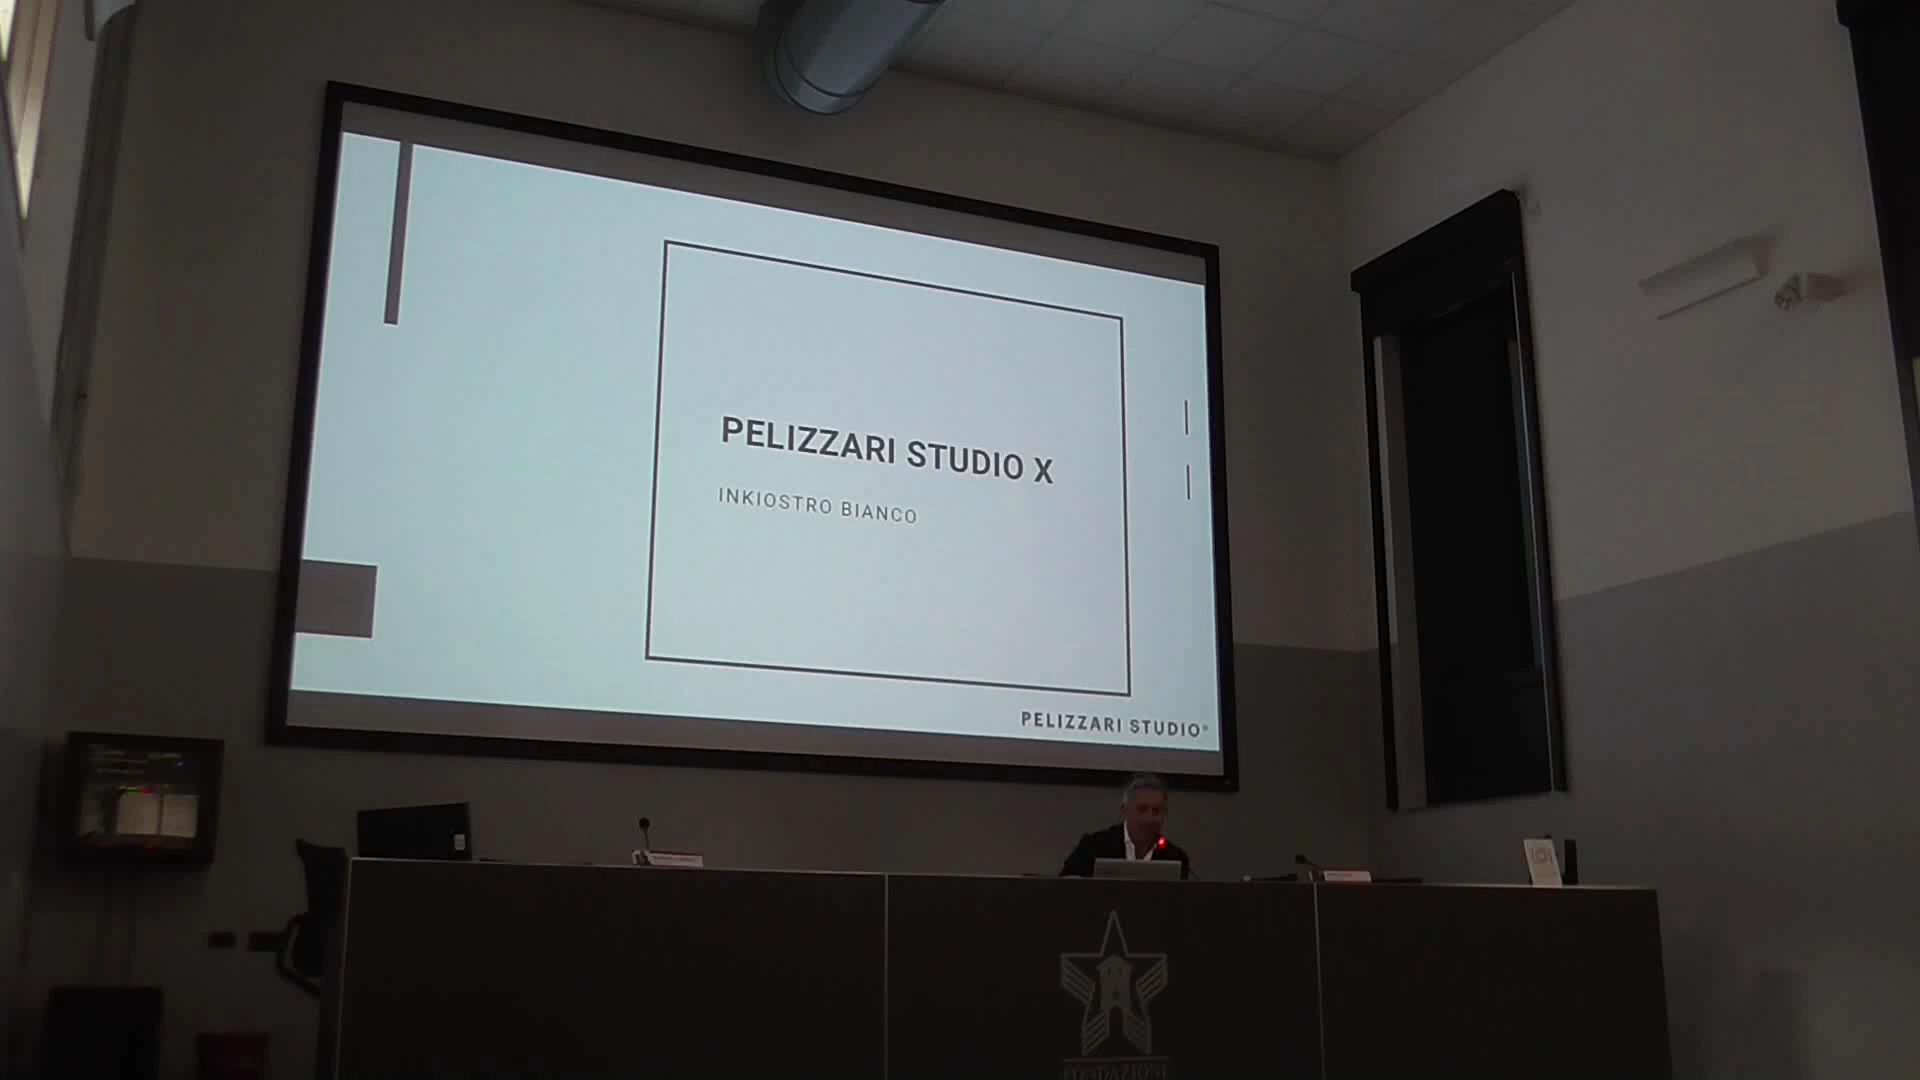 PELIZZARI STUDIO X
INKIOSTRO BIANCO
PELIZZARI STUDIO®